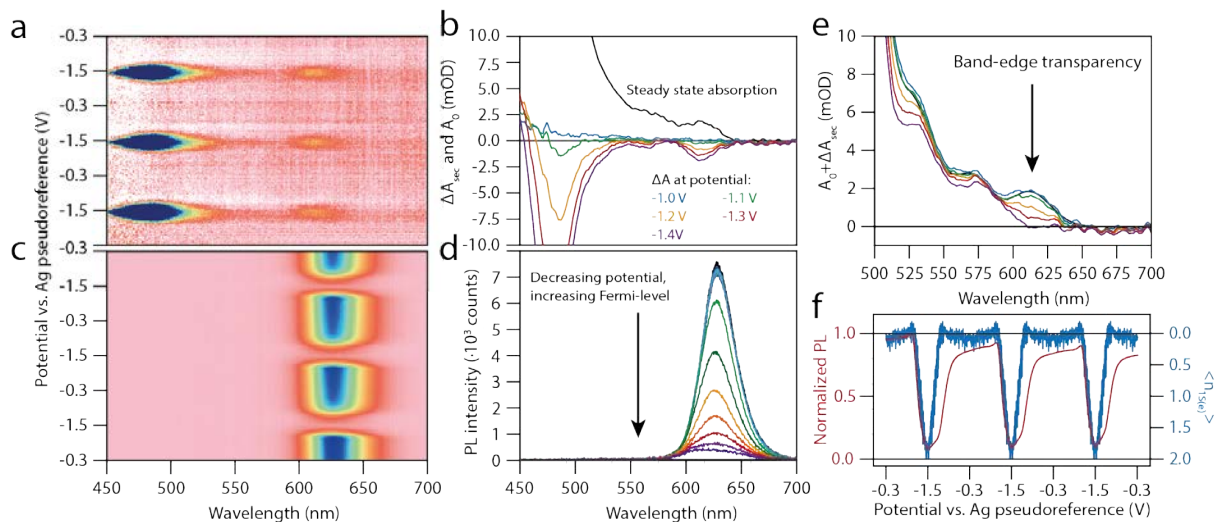 a
-0.3
-1.5
-0.3
-1.5
-0.3
-1.5
-0.3
Potential vs. Ag pseudoreference (V)
c
-0.3
-1.5
-0.3
-1.5
-0.3
-1.5
-0.3
450
500
550
600
650
700
Wavelength (nm)
b
10.0
7.5
5.0
2.5
0
-2.5
-5.0
-7.5
-10.0
ΔAsec and A0 (mOD)
Steady state absorption
ΔA at potential:
-1.0 V
-1.1 V
-1.2 V
-1.3 V
-1.4V
d
7
6
5
4
3
2
1
0
PL intensity (·10³ counts)
Decreasing potential,
increasing Fermi-level
450
500
550
600
650
700
Wavelength (nm)
e
10
8
6
4
2
0
A0+ΔAsec (mOD)
Band-edge transparency
500
525
550
575
600
625
650
675
700
Wavelength (nm)
f
1.0
0.5
0.0
Normalized PL
0.0
0.5
1.0
1.5
2.0
<n1S(e)>
-0.3
-1.5
-0.3
-1.5
-0.3
-1.5
-0.3
Potential vs. Ag pseudoreference (V)